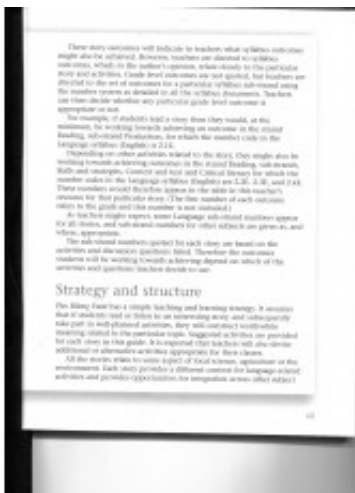 These story outcomes will indicate to teachers what syllabus outcomes
might also be achieved. However, teachers are directed to syllabus
outcomes, which in the author's opinion, relate closely to the particular
story and activities. Grade level outcomes are not quoted, but teachers are
directed to the set of outcomes for a particular syllabus sub-strand using
the number system as detailed in all the syllabus documents. Teachers
can then decide whether any particular grade level outcome is
appropriate or not.
For example, if students read a story then they would, at the
minimum, be working towards achieving an outcome in the strand
Reading, sub-strand Production, for which the number code in the
Language syllabus (English) is
Depending on other activities related to the story, they might also be
working towards achieving outcomes in the strand Reading, sub-strands,
Skills and strategies, Context and text and Critical literacy for which the
number codes in the Language syllabus (English) are
These numbers would therefore appear in the table in this teacher's
resource for that particular story. (The first number of each outcome
refers to the grade and this number is not included.)
As teachers might expect, some Language sub-strand numbers appear
for all stories, and sub-strand numbers for other subjects are given as, and
where, appropriate.
The sub-strand numbers quoted for each story are based on the
activities and discussion questions listed. Therefore the outcomes
students will be working towards achieving depend on which of the
activities and questions teachers decide to use.
Strategy and structure
has a simple teaching and learning strategy. It assumes
that if students read or listen to an interesting story, and subsequently
take part in well-planned activities, they will construct worthwhile
meaning related to the particular topic. Suggested activities are provided
for each story in this guide. It is expected that teachers will also devise
additional or alternative activities appropriate for their classes.
All the stories relate to some aspect of local science, agriculture or the
environment. Each story provides a different context for language related
activities and provides opportunities for integration across other subject